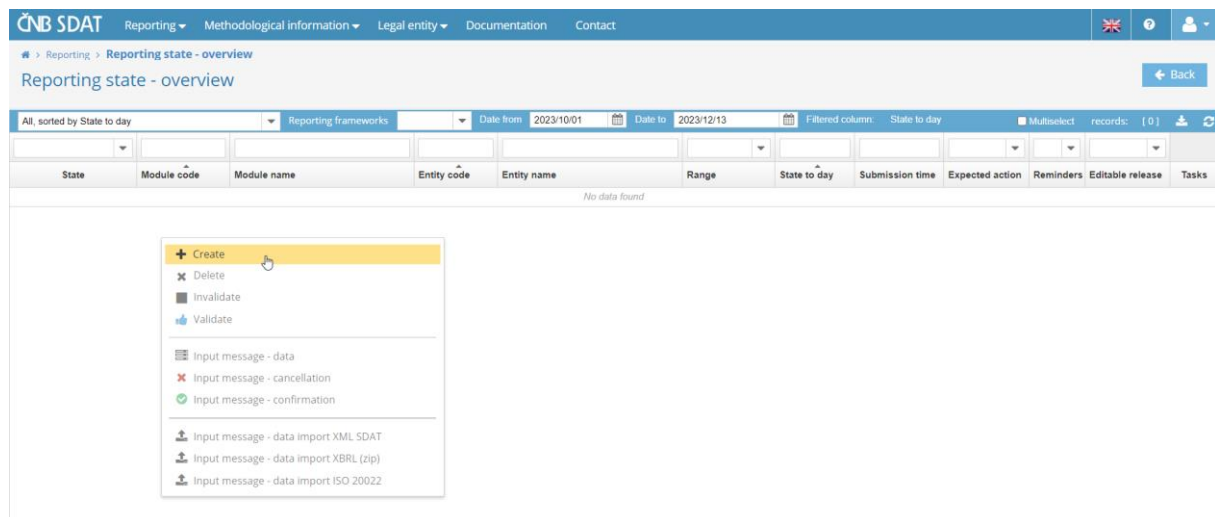 ČNB SDAT Reporting Methodological information Legal entity Documentation Contact
> Reporting > Reporting state - overview
Reporting state - overview
Back
All, sorted by State to day Reporting frameworks Date from 2023/10/01 Date to 2023/12/13 Filtered column: State to day Multiselect records: [ 0 ]
State Module code Module name Entity code Entity name Range State to day Submission time Expected action Reminders Editable release Tasks
No data found
Create
Delete
Invalidate
Validate
Input message - data
Input message - cancellation
Input message - confirmation
Input message - data import XML SDAT
Input message - data import XBRL (zip)
Input message - data import ISO 20022